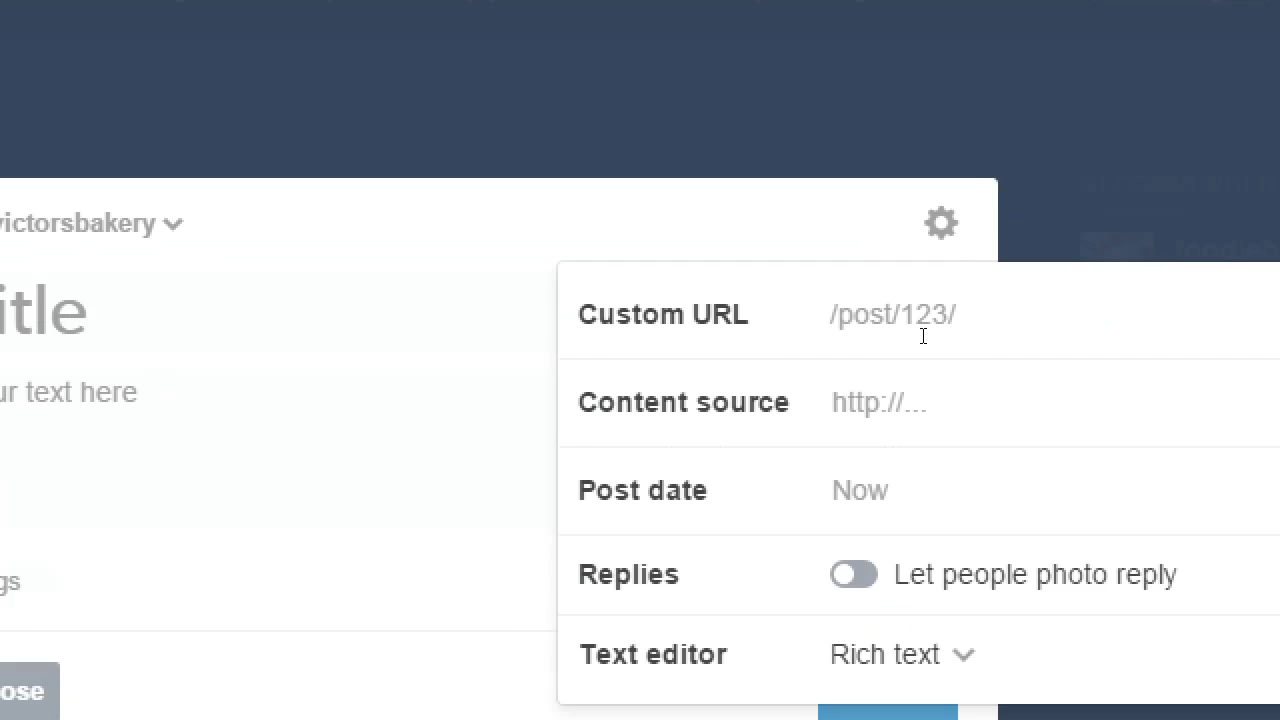 victorsbakery
itle
Custom URL /post/123/
ur text here
Content source http://...
Post date Now
gs
Replies Let people photo reply
Text editor Rich text
ose